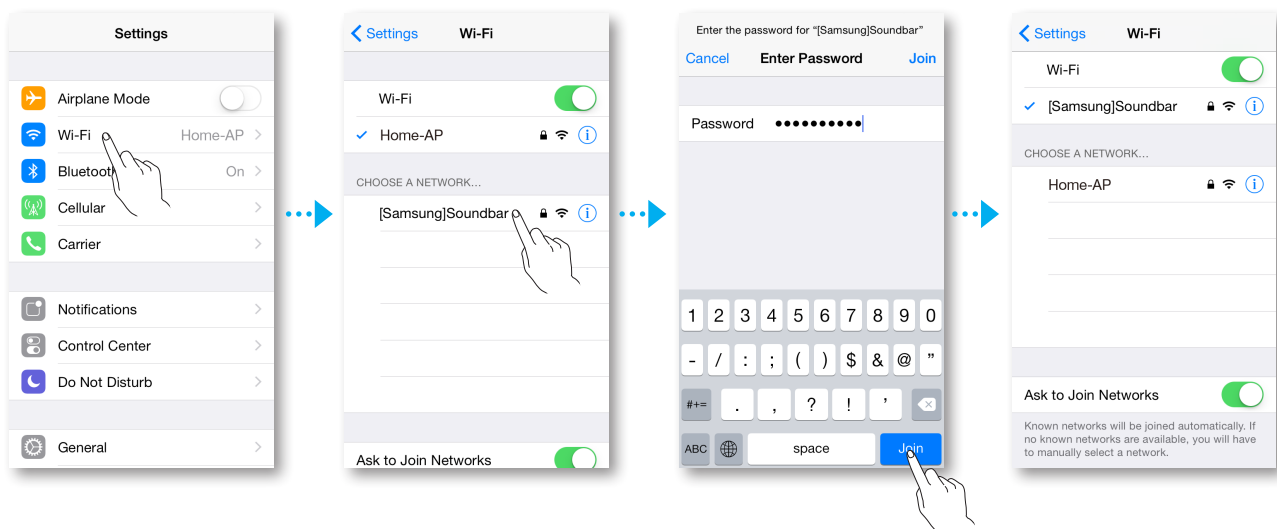 Settings
Airplane Mode
Wi-Fi Home-AP
Bluetoot On
Cellular
Carrier
Notifications
Control Center
Do Not Disturb
General
Settings Wi-Fi
Wi-Fi
Home-AP
CHOOSE A NETWORK...
[Samsung]Soundbar
Ask to Join Networks
Enter the password for “[Samsung]Soundbar”
Cancel Enter Password Join
Password ●●●●●●●●●●
1 2 3 4 5 6 7 8 9 0
- / : ; ( ) $ & @ ”
#+= . , ? ! ’
ABC space Join
Settings Wi-Fi
Wi-Fi
[Samsung]Soundbar
CHOOSE A NETWORK...
Home-AP
Ask to Join Networks
Known networks will be joined automatically. If
no known networks are available, you will have
to manually select a network.